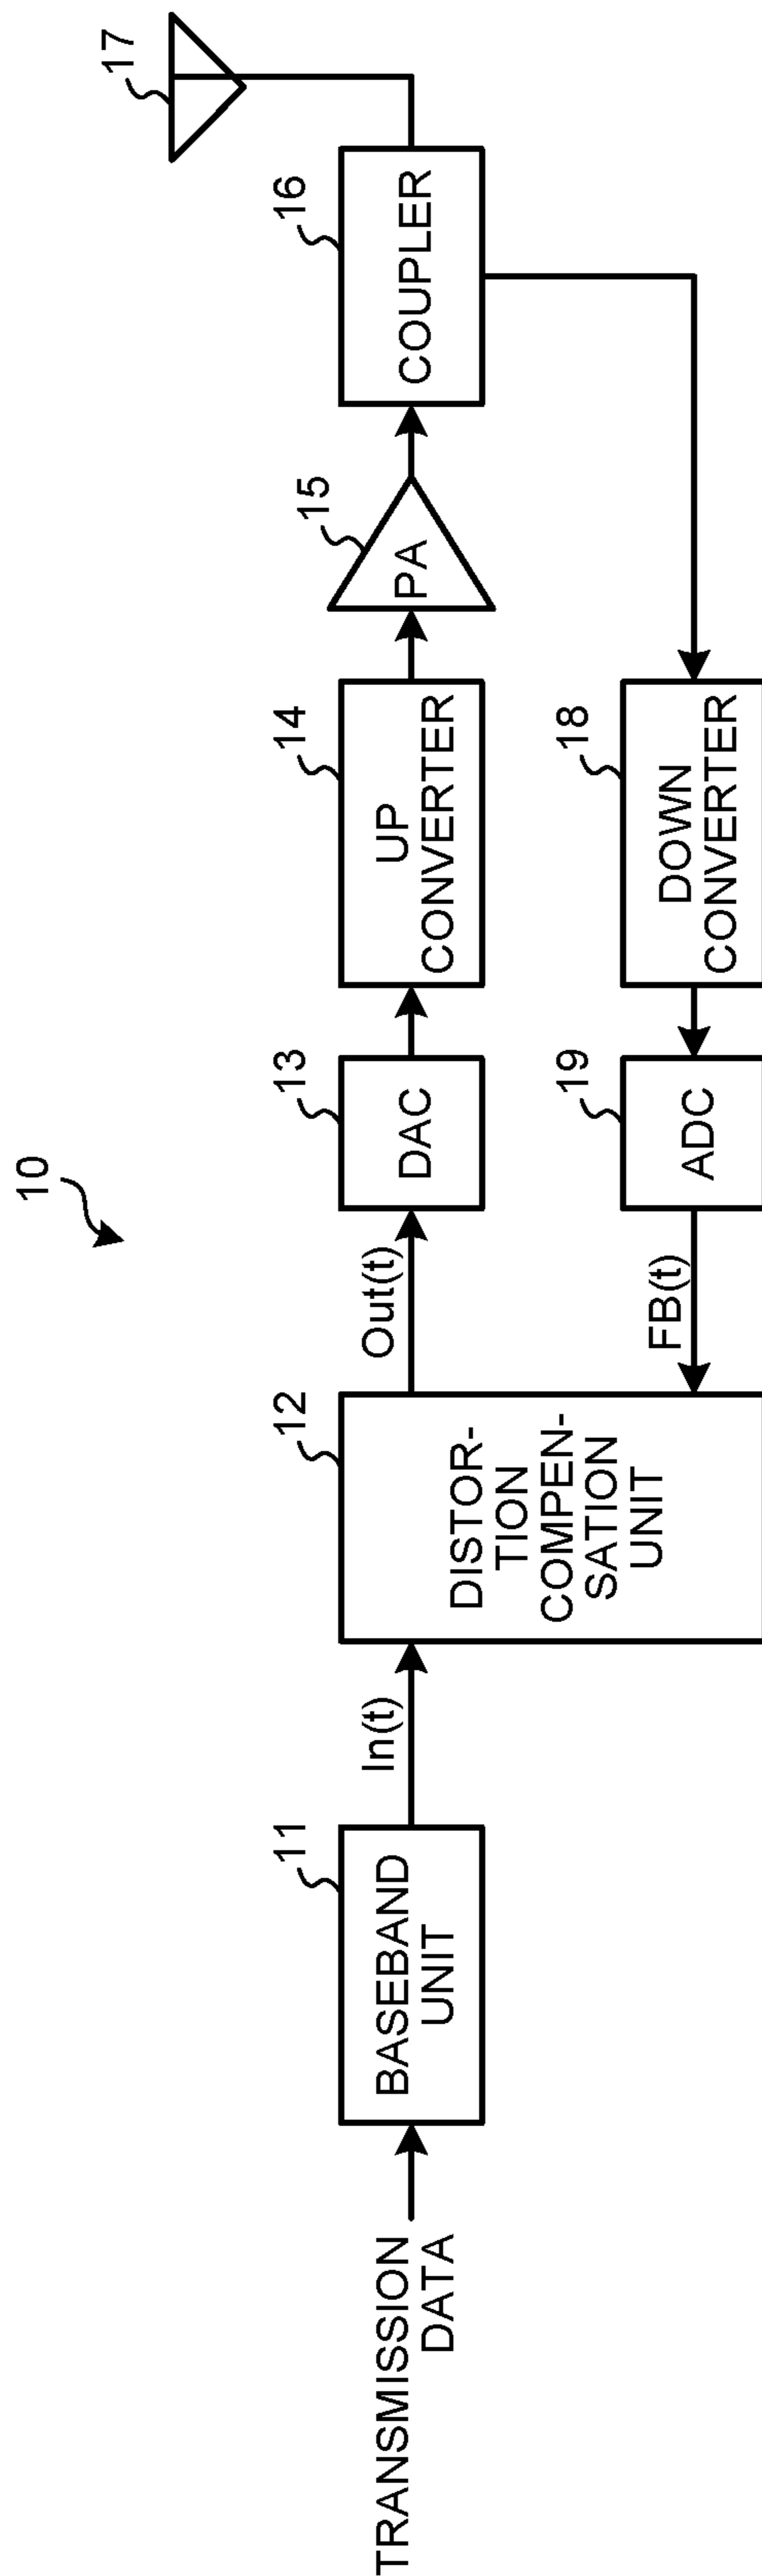 10
TRANSMISSION
DATA
11
BASEBAND
UNIT
In(t)
12
DISTOR-
TION
COMPEN-
SATION
UNIT
Out(t)
13
DAC
14
UP
CONVERTER
15
PA
16
COUPLER
17
18
DOWN
CONVERTER
19
ADC
FB(t)